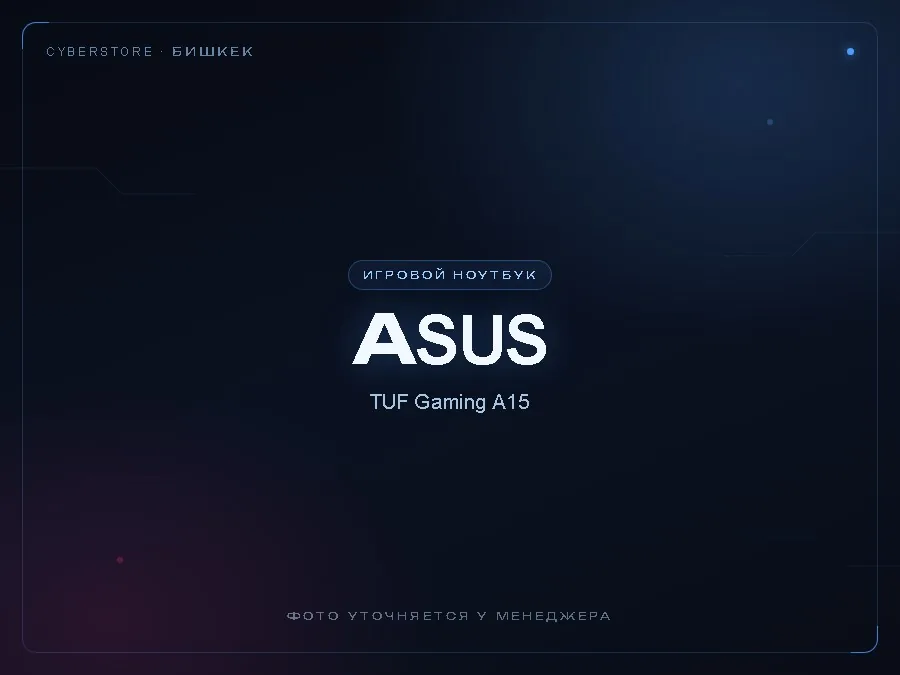 CYBERSTORE · БИШКЕК
ИГРОВОЙ НОУТБУК
ASUS
TUF Gaming A15
ФОТО УТОЧНЯЕТСЯ У МЕНЕДЖЕРА